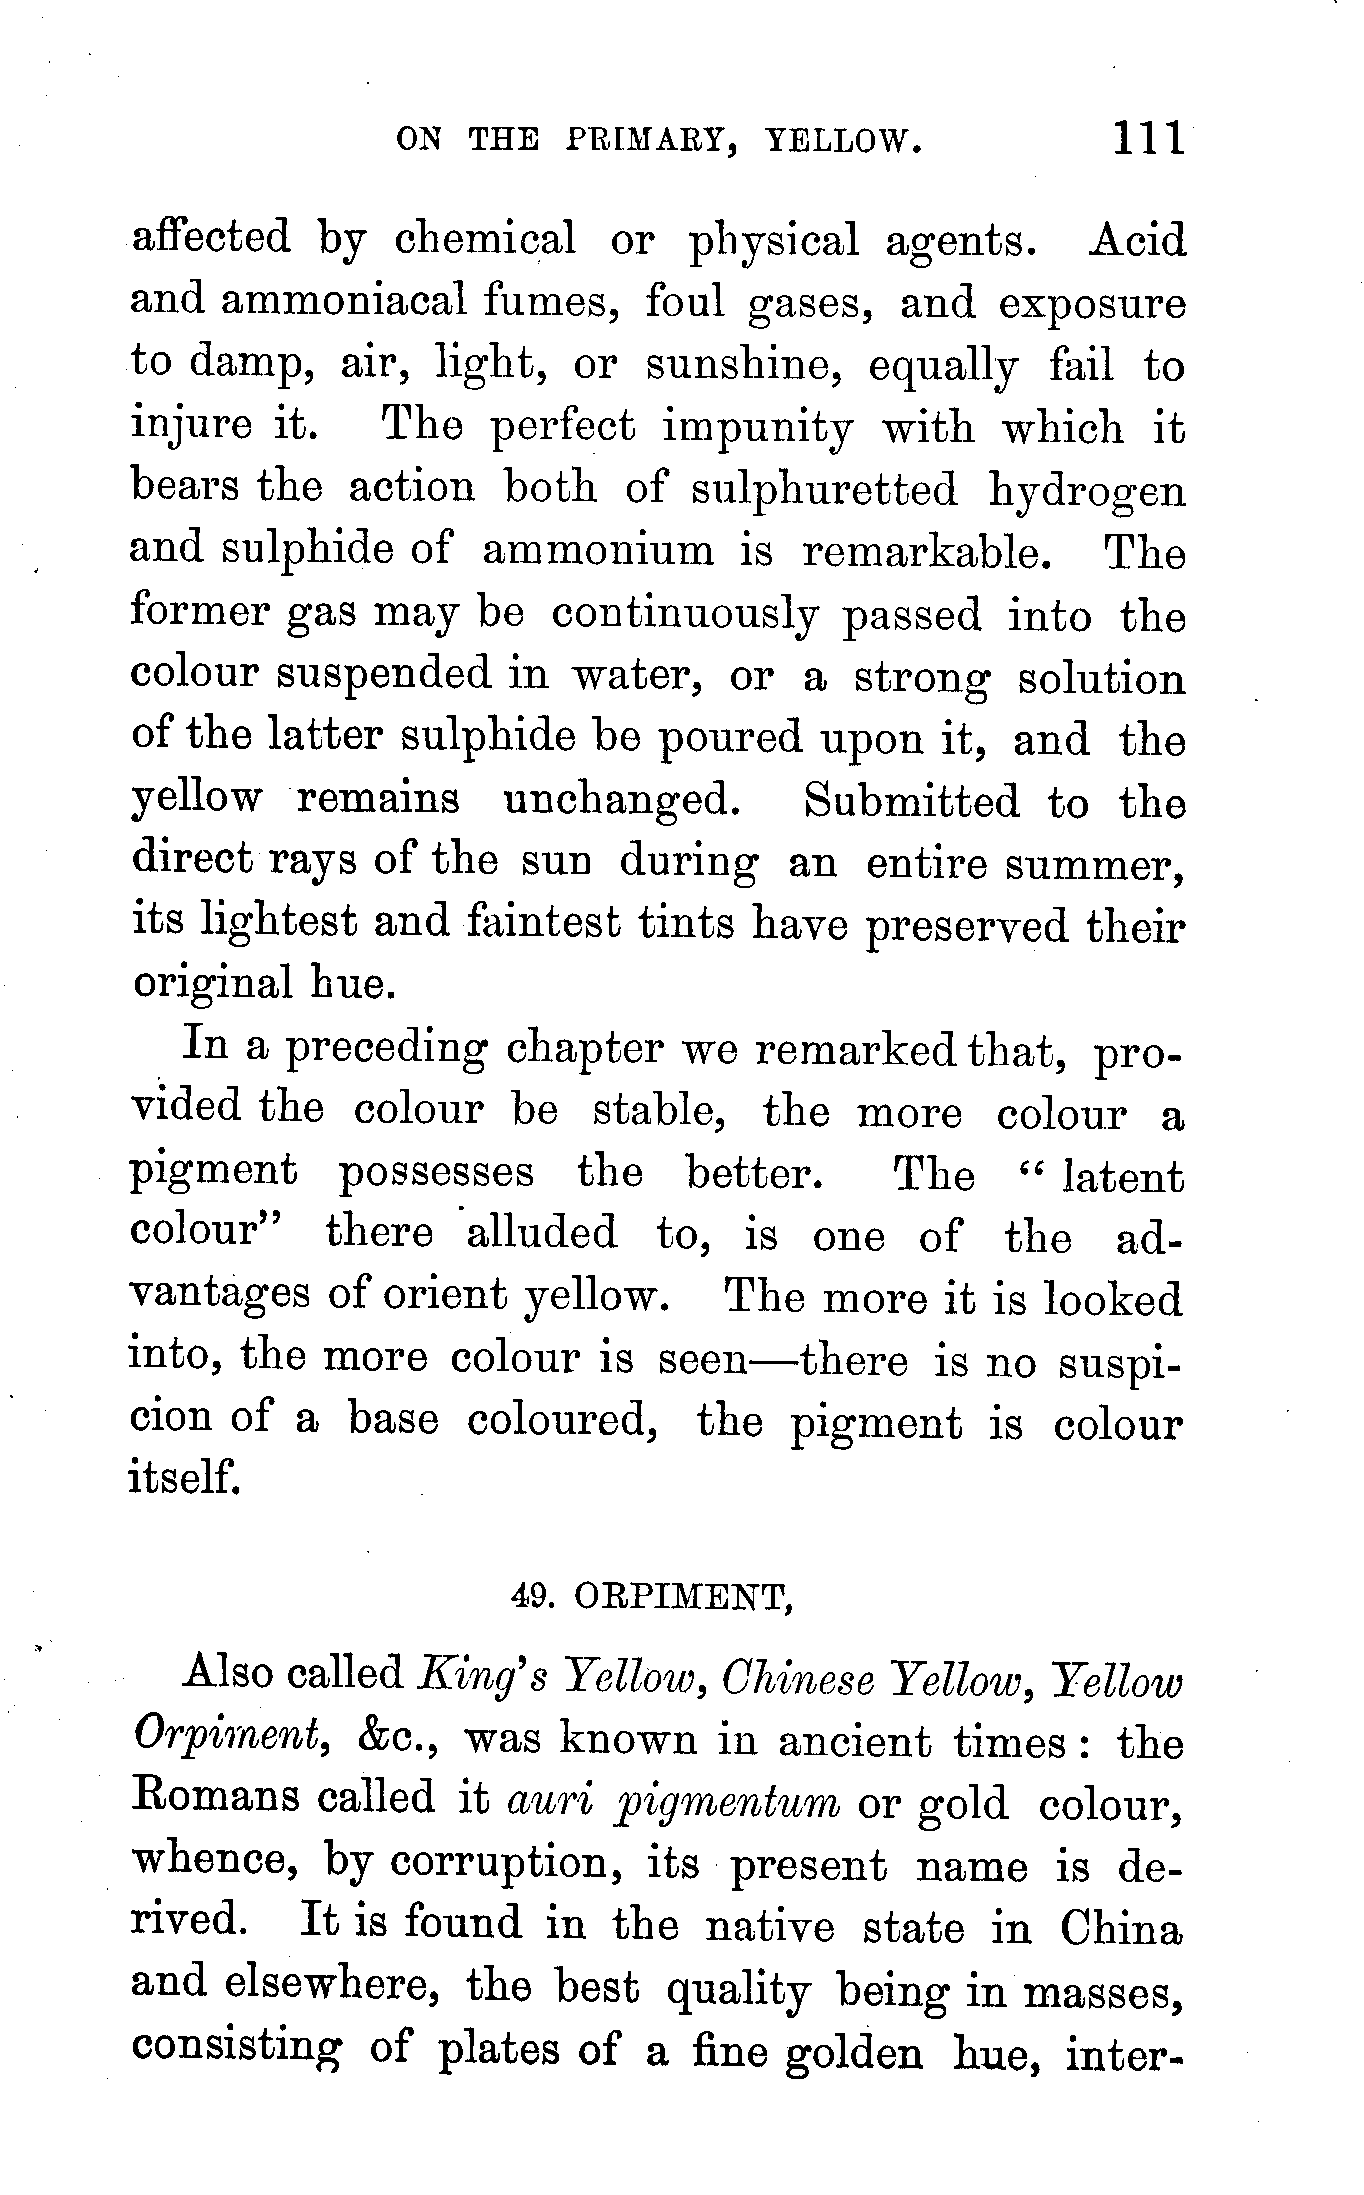 ON THE PRIMARY, YELLOW. 111
affected by chemical or physical agents. Acid
and ammoniacal fumes, foul gases, and exposure
to damp, air, light, or sunshine, equally fail to
injure it. The perfect impunity with which it
bears the action both of sulphuretted hydrogen
and sulphide of ammonium is remarkable. The
former gas may be continuously passed into the
colour suspended in water, or a strong solution
of the latter sulphide be poured upon it, and the
yellow remains unchanged. Submitted to the
direct rays of the sun during an entire summer,
its lightest and faintest tints have preserved their
original hue.
In a preceding chapter we remarked that, pro-
vided the colour be stable, the more colour a
pigment possesses the better. The “ latent
colour” there alluded to, is one of the ad-
vantages of orient yellow. The more it is looked
into, the more colour is seen—there is no suspi-
cion of a base coloured, the pigment is colour
itself.
49. ORPIMENT,
Also called King's Yellow, Chinese Yellow, Yellow
Orpiment, &c., was known in ancient times : the
Romans called it auri pigmentum or gold colour,
whence, by corruption, its present name is de-
rived. It is found in the native state in China
and elsewhere, the best quality being in masses,
consisting of plates of a fine golden hue, inter-